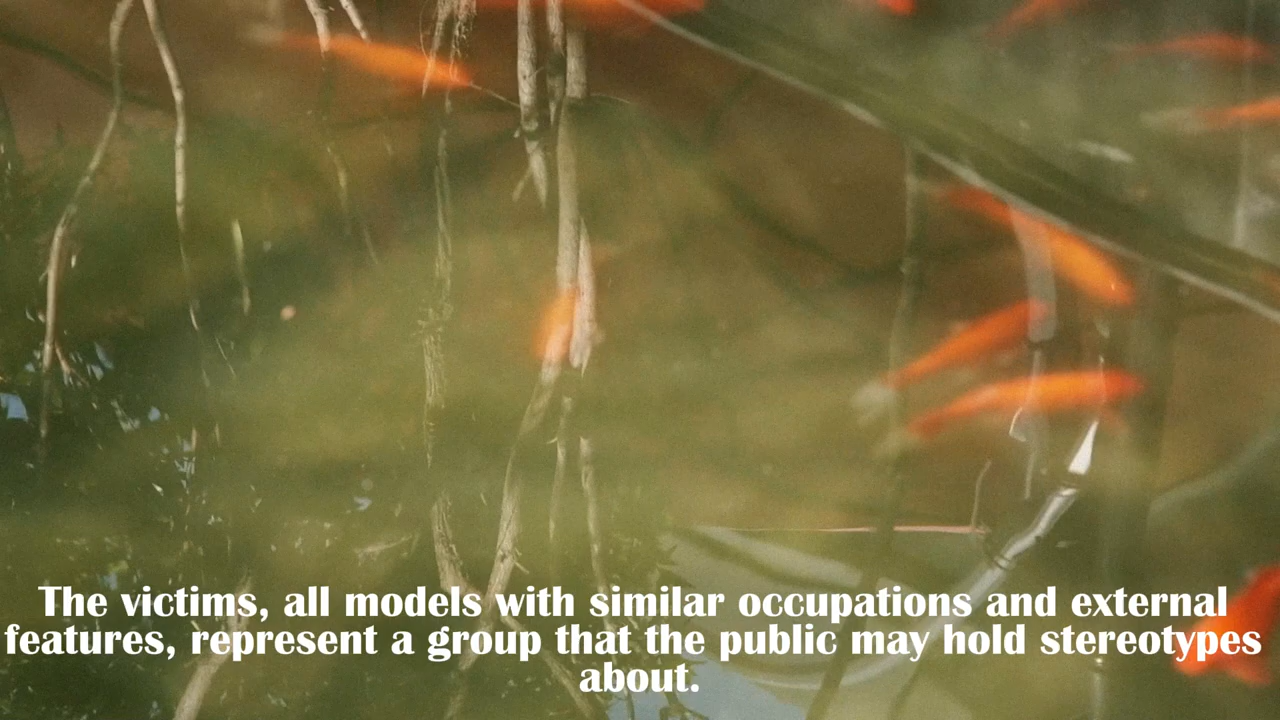 The victims, all models with similar occupations and external
features, represent a group that the public may hold stereotypes
about.